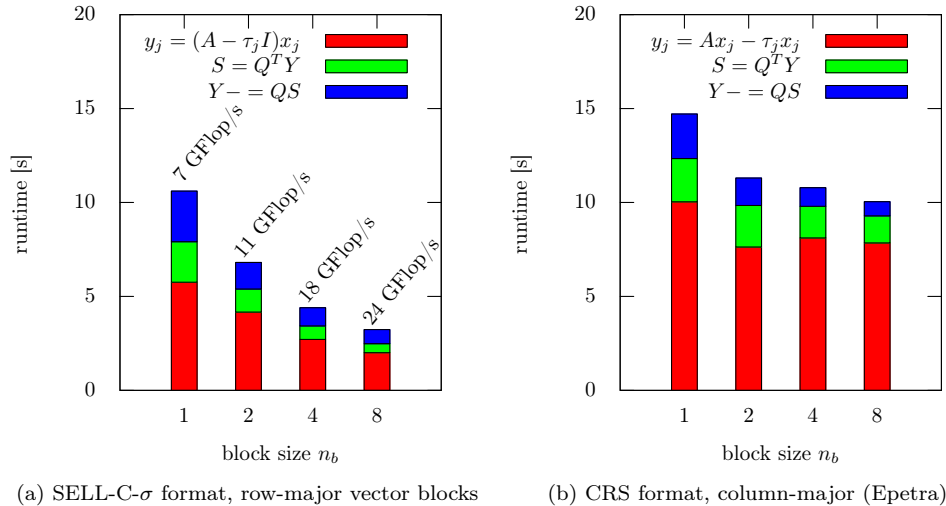 20
15
10
5
0
runtime [s]
y_j = (A − τ_j I)x_j
S = Q^T Y
Y− = QS
7 GFlop/s
11 GFlop/s
18 GFlop/s
24 GFlop/s
1 2 4 8
block size n_b
(a) SELL-C-σ format, row-major vector blocks
20
15
10
5
0
runtime [s]
y_j = Ax_j − τ_j x_j
S = Q^T Y
Y− = QS
1 2 4 8
block size n_b
(b) CRS format, column-major (Epetra)